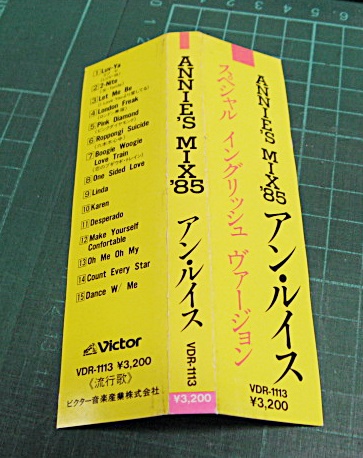 1 Luv-Ya
2 J-Nite
3 Let Me Be
4 London Freak
5 Pink Diamond
6 Roppongi Suicide
7 Boogie Woogie
Love Train
8 One Sided Love
9 Linda
10 Karen
11 Desperado
12 Make Yourself
Confortable
13 Oh Me Oh My
14 Count Every Star
15 Dance W/ Me
Victor
VDR-1113 ¥3,200
《流行歌》
ビクター音楽産業株式会社
ANNIE'S MIX '85
アン・ルイス
VDR-1113
¥3,200
ANNIE'S MIX '85
スペシャル イングリッシュ ヴァージョン
アン・ルイス
VDR-1113
¥3,200